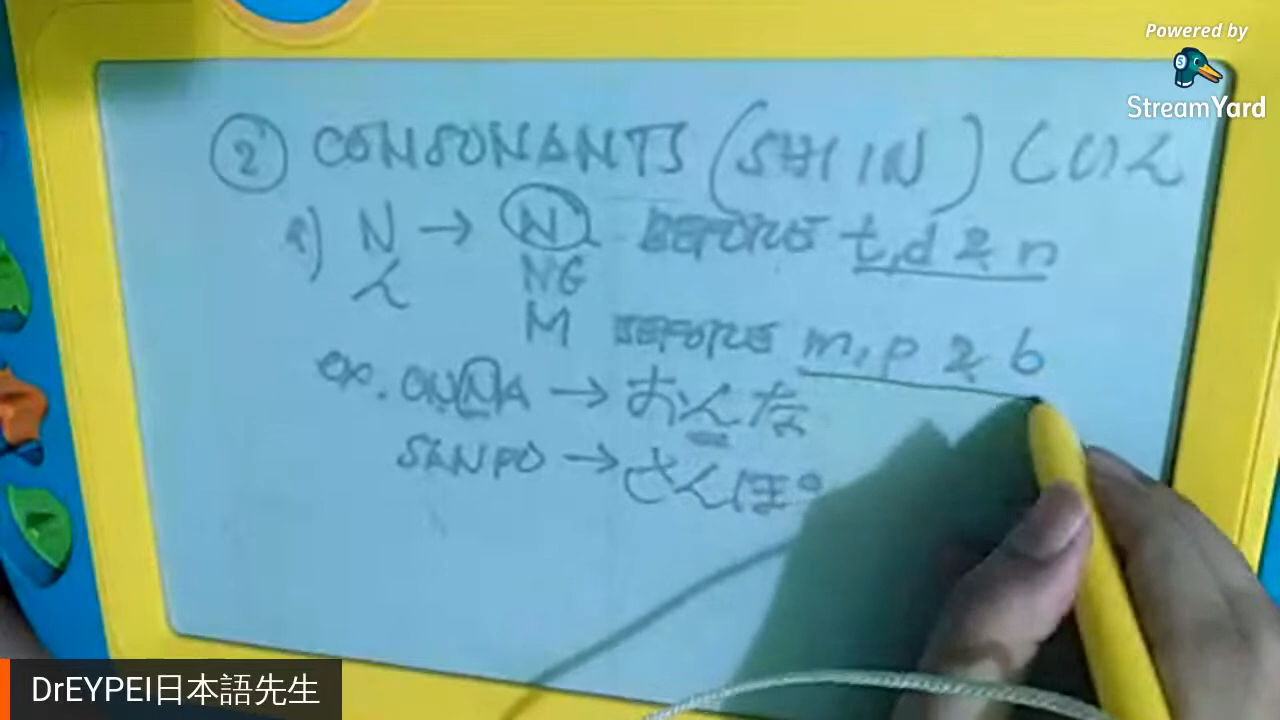 Powered by
StreamYard
② CONSONANTS (SHIIN) しいん
1) N → N BEFORE t, d & n
ん NG
M BEFORE m, p & b
ex. ONNA → おんな
SANPO → さんぽ
DrEYPEI日本語先生